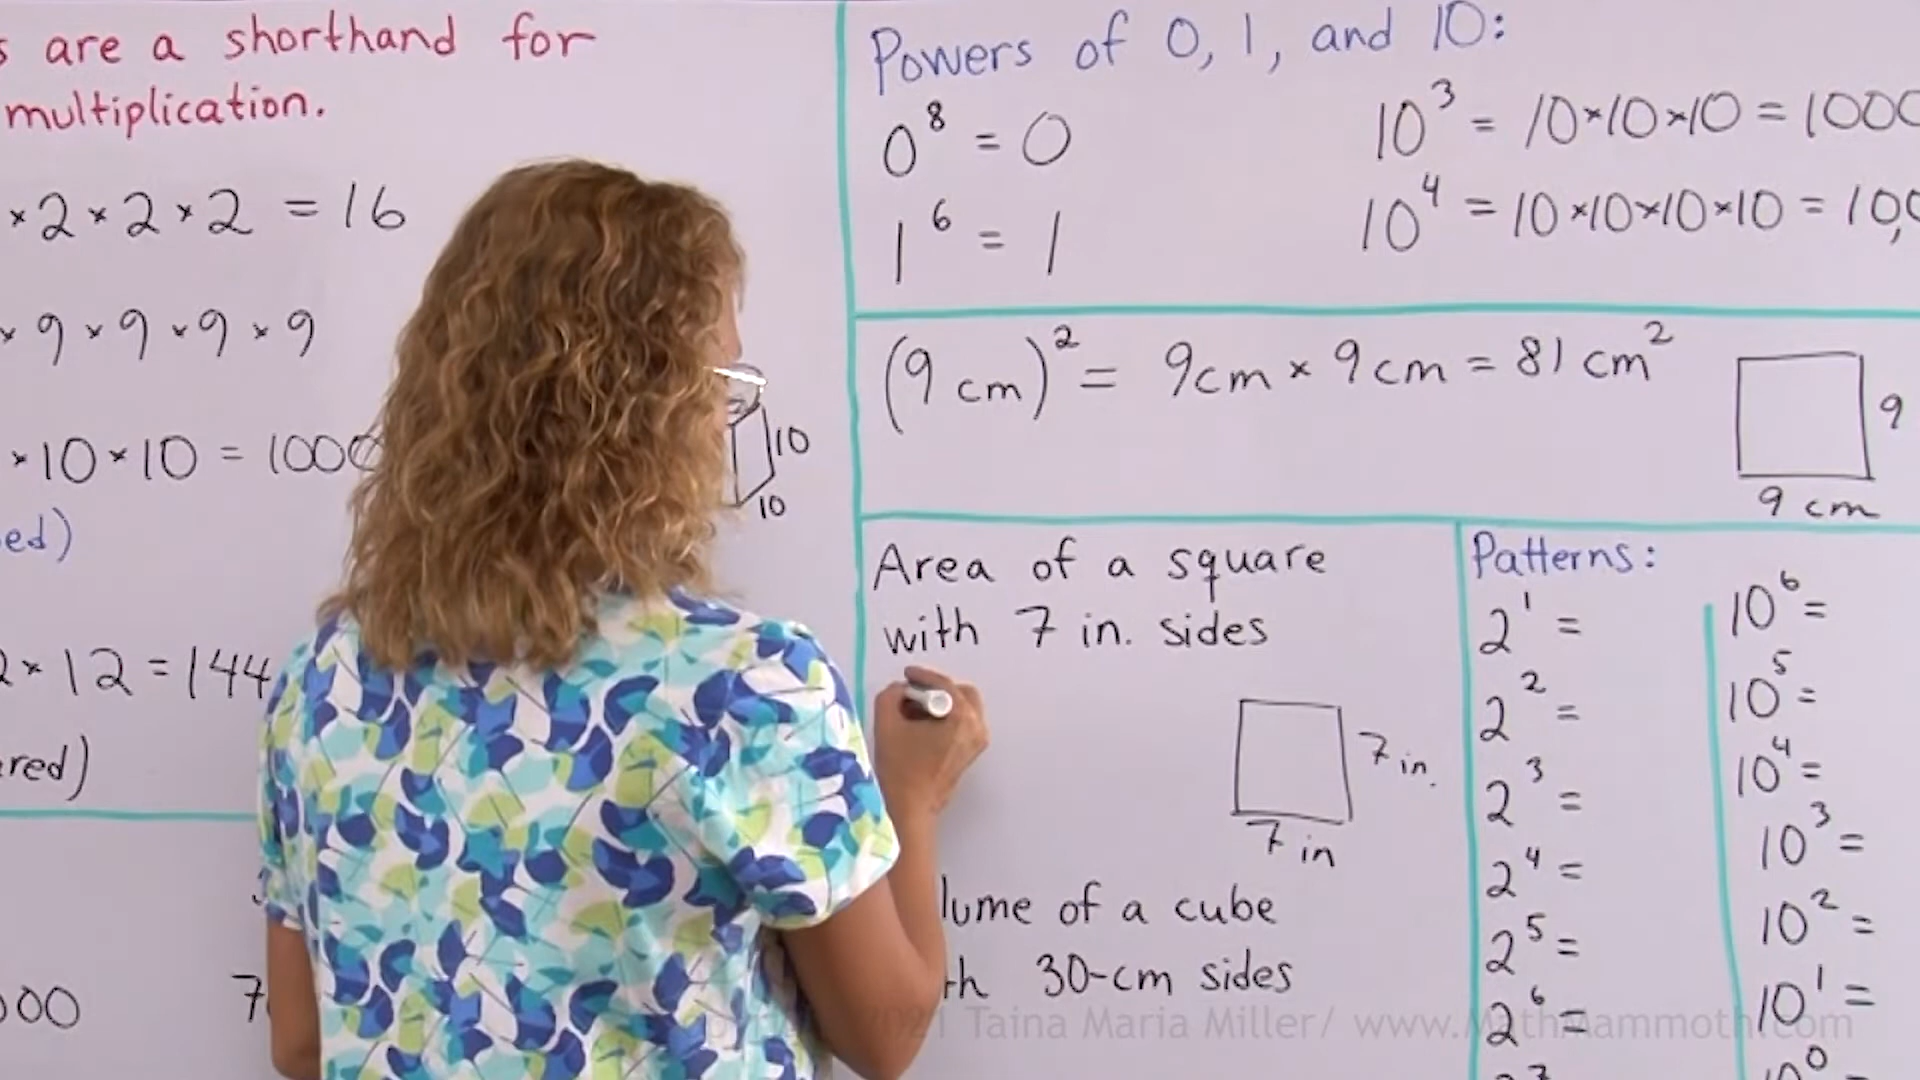 s are a shorthand for
multiplication.
×2×2×2 = 16
×9×9×9×9
×10×10 = 1000
10
10
ed)
2×12 = 144
red)
000
7
Powers of 0, 1, and 10:
0⁸ = 0
10³ = 10×10×10 = 1000
1⁶ = 1
10⁴ = 10×10×10×10 = 10,0
(9 cm)² = 9cm × 9cm = 81 cm²
9
9 cm
Area of a square
with 7 in. sides
7 in.
7 in
lume of a cube
th 30-cm sides
Patterns:
2¹ =
2² =
2³ =
2⁴ =
2⁵ =
2⁶ =
7
10⁶ =
10⁵ =
10⁴ =
10³ =
10² =
10¹ =
10⁰ =
2021 Taina Maria Miller / www.MathMammoth.com